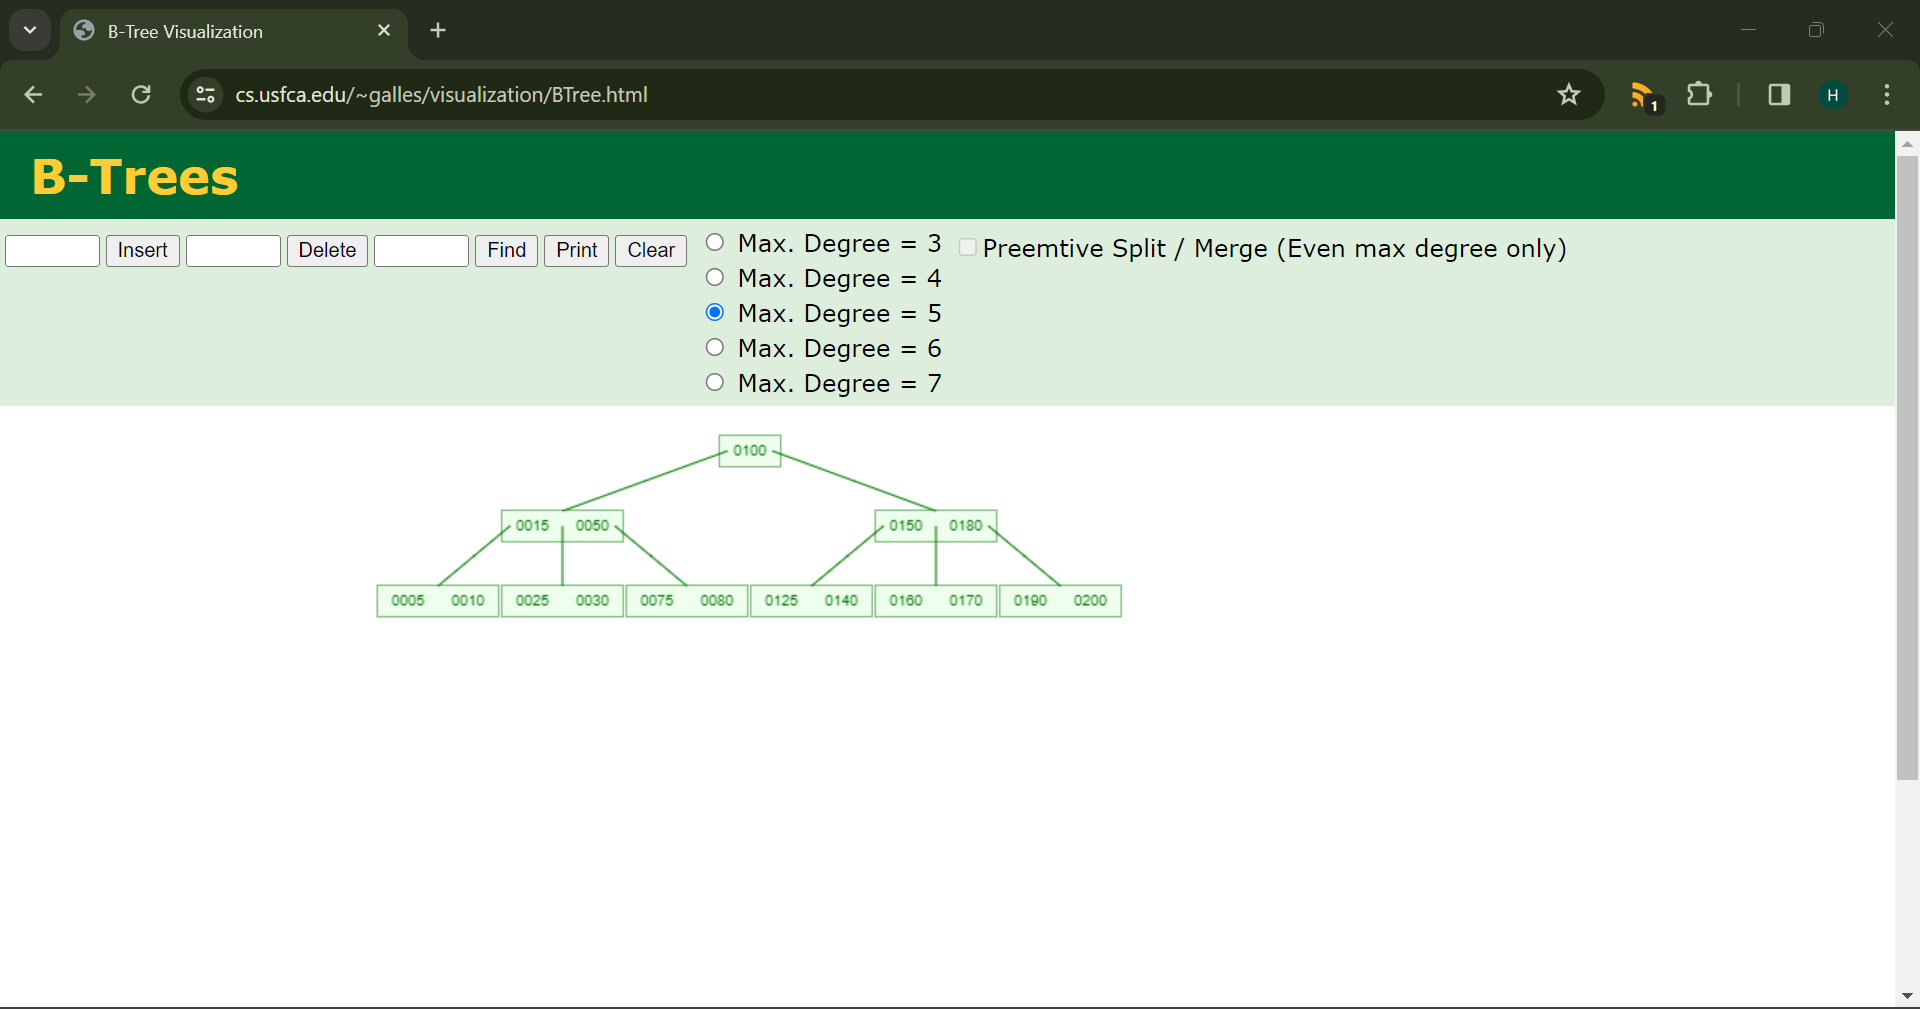 B-Tree Visualization
cs.usfca.edu/~galles/visualization/BTree.html
1
H
B-Trees
Insert Delete Find Print Clear
Max. Degree = 3
Max. Degree = 4
Max. Degree = 5
Max. Degree = 6
Max. Degree = 7
Preemtive Split / Merge (Even max degree only)
0100
0015 0050 0150 0180
0005 0010 0025 0030 0075 0080 0125 0140 0160 0170 0190 0200